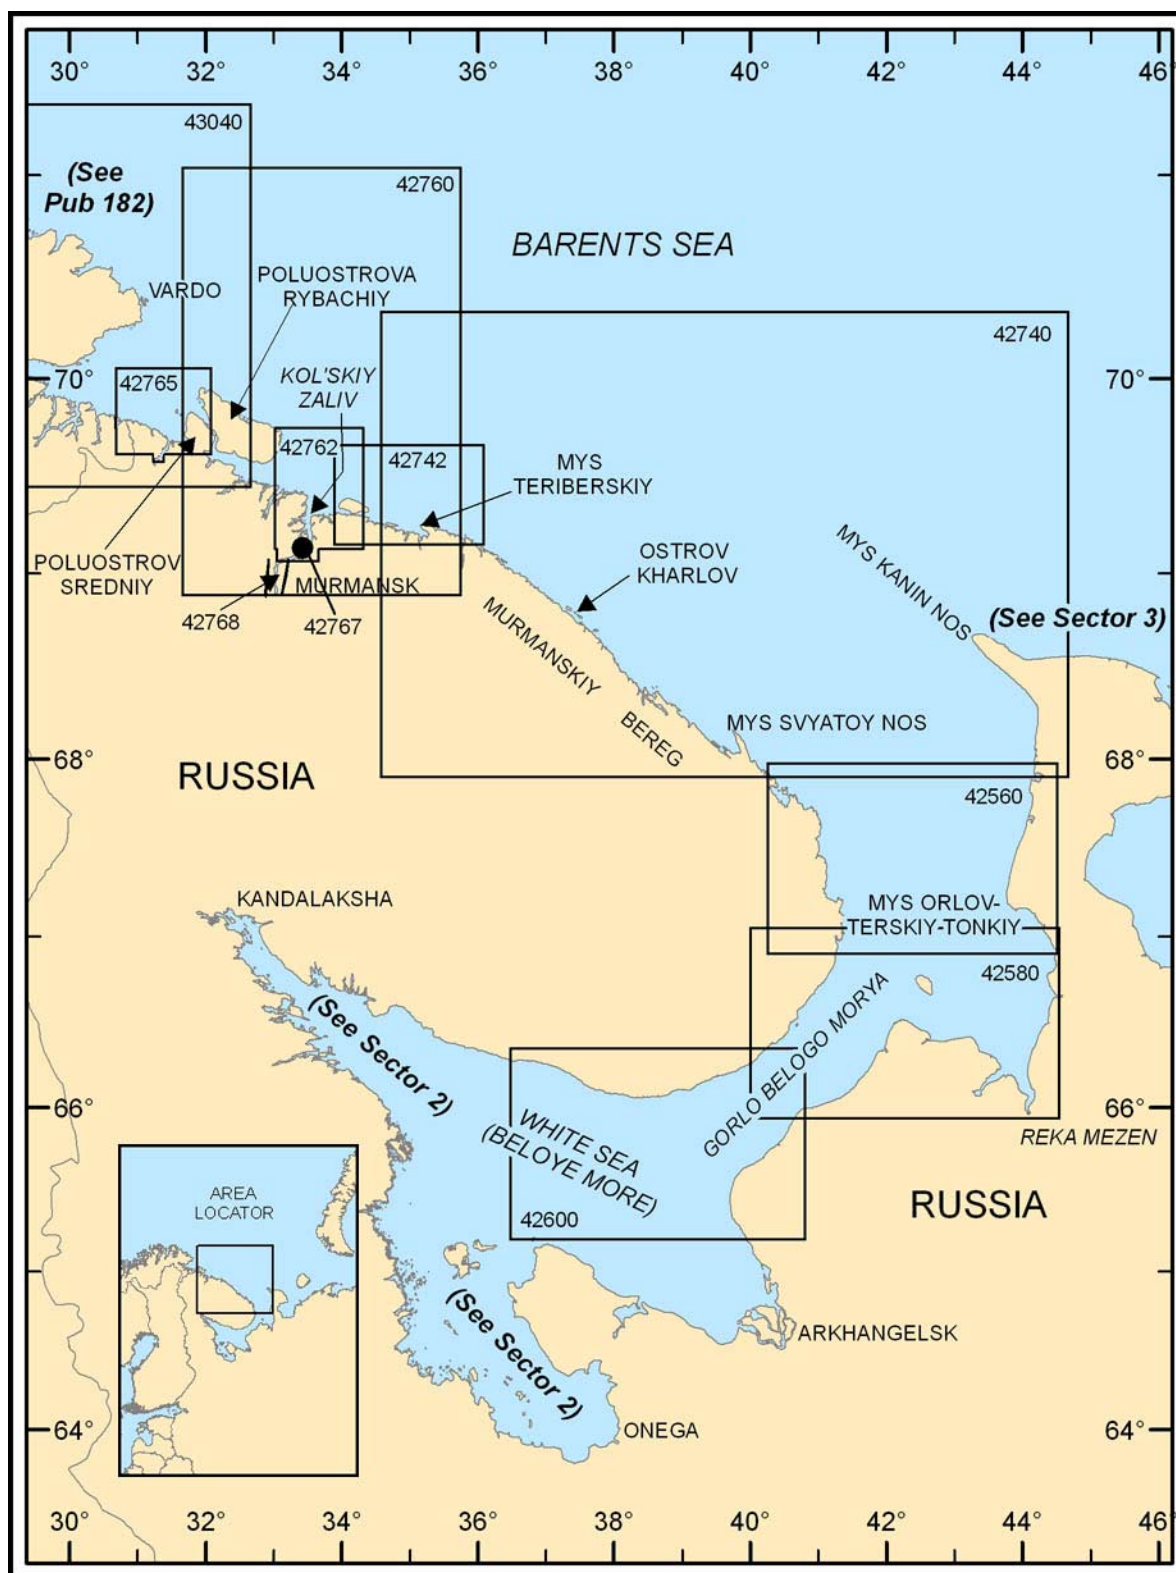 30°
32°
34°
36°
38°
40°
42°
44°
46°
43040
(See
Pub 182)
42760
BARENTS SEA
VARDO
POLUOSTROVA
RYBACHIY
42740
KOL'SKIY
ZALIV
70°
70°
42765
42762
42742
MYS
TERIBERSKIY
POLUOSTROV
SREDNIY
OSTROV
KHARLOV
MYS KANIN NOS
(See Sector 3)
MURMANSK
42768
42767
MURMANSKIY
BEREG
MYS SVYATOY NOS
68°
68°
RUSSIA
42560
KANDALAKSHA
MYS ORLOV-
TERSKIY-TONKIY
42580
(See Sector 2)
GORLO BELOGO MORYA
66°
66°
WHITE SEA
(BELOYE MORE)
REKA MEZEN
42600
RUSSIA
AREA
LOCATOR
(See Sector 2)
ARKHANGELSK
ONEGA
64°
64°
30°
32°
34°
36°
38°
40°
42°
44°
46°